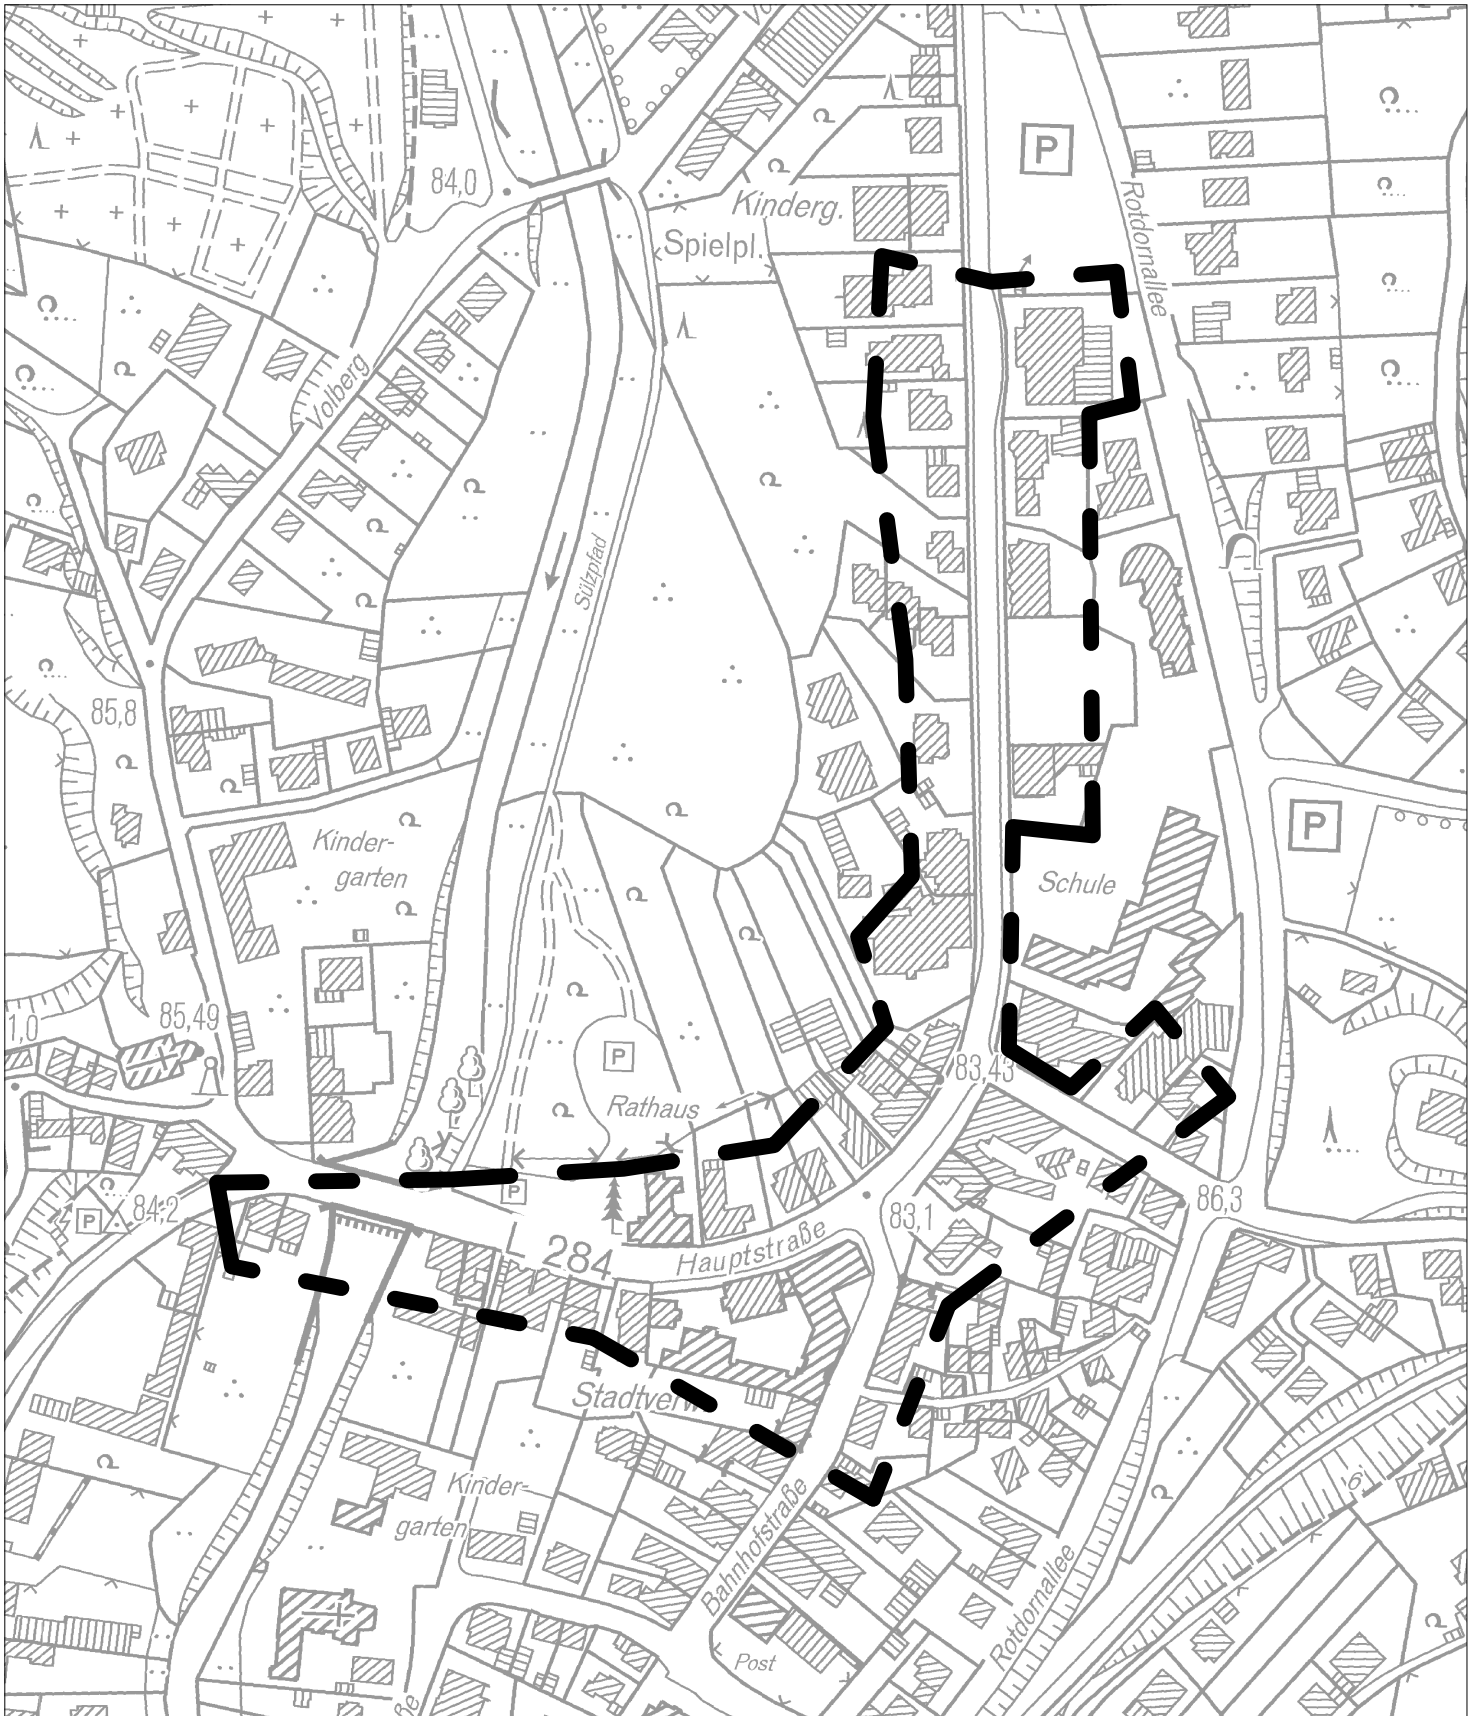 P
84,0
Kinderg.
Spielpl.
Rotdornallee
Volberg
Sülzpfad
85,8
P
Kinder-
garten
Schule
85,49
1,0
83,43
P
Rathaus
P
84,2
P
86,3
83,1
Hauptstraße
284
Kinder-
garten
Bahnhofstraße
Rotdornallee
Post